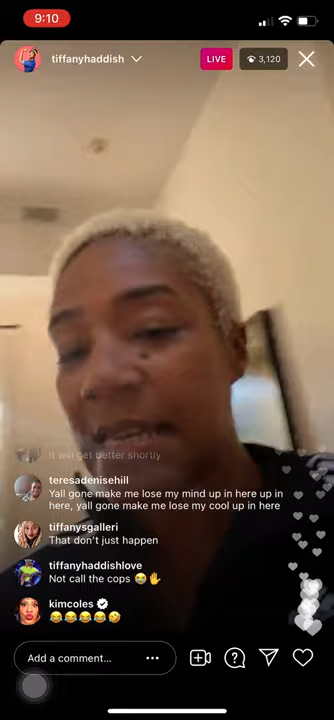 9:10
tiffanyhaddish
LIVE
3,120
It will get better shortly
teresadenisehill
Yall gone make me lose my mind up in here up in
here, yall gone make me lose my cool up in here
tiffanysgalleri
That don't just happen
tiffanyhaddishlove
Not call the cops 😭✋
kimcoles
😂😂😂😂🤣
Add a comment...